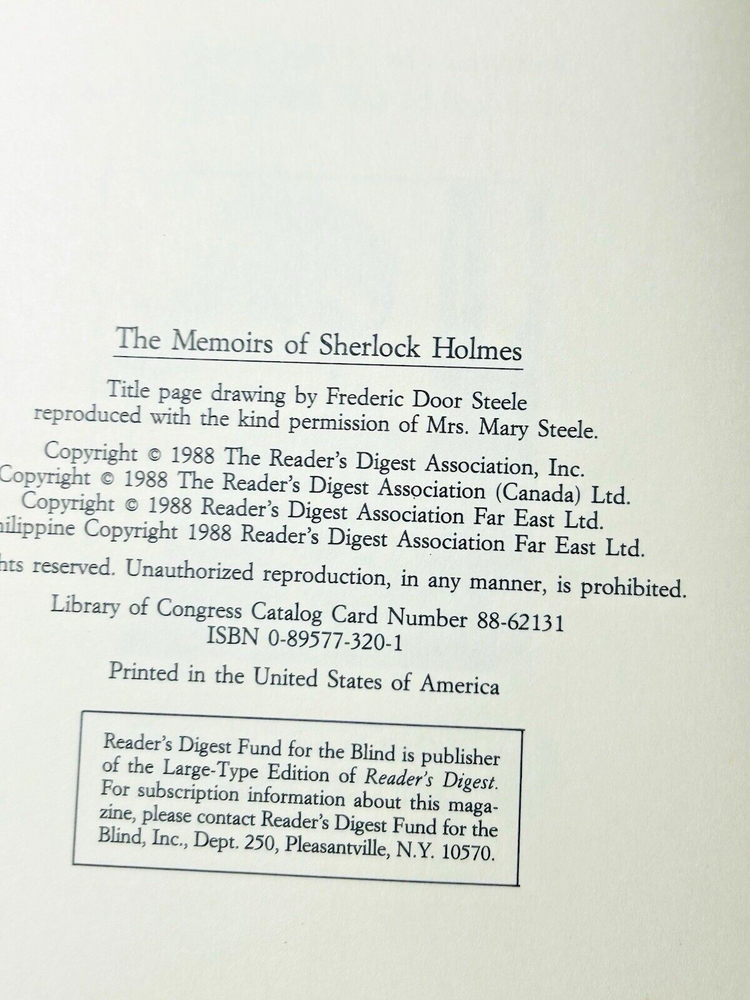 The Memoirs of Sherlock Holmes
Title page drawing by Frederic Door Steele
reproduced with the kind permission of Mrs. Mary Steele.
Copyright © 1988 The Reader's Digest Association, Inc.
Copyright © 1988 The Reader's Digest Association (Canada) Ltd.
Copyright © 1988 Reader's Digest Association Far East Ltd.
Copyright 1988 Reader's Digest Association Far East Ltd.
reserved. Unauthorized reproduction, in any manner, is prohibited.
Library of Congress Catalog Card Number 88-62131
ISBN 0-89577-320-1
Printed in the United States of America
Reader's Digest Fund for the Blind is publisher
of the Large-Type Edition of Reader's Digest.
For subscription information about this maga-
zine, please contact Reader's Digest Fund for the
Blind, Inc., Dept. 250, Pleasantville, N.Y. 10570.